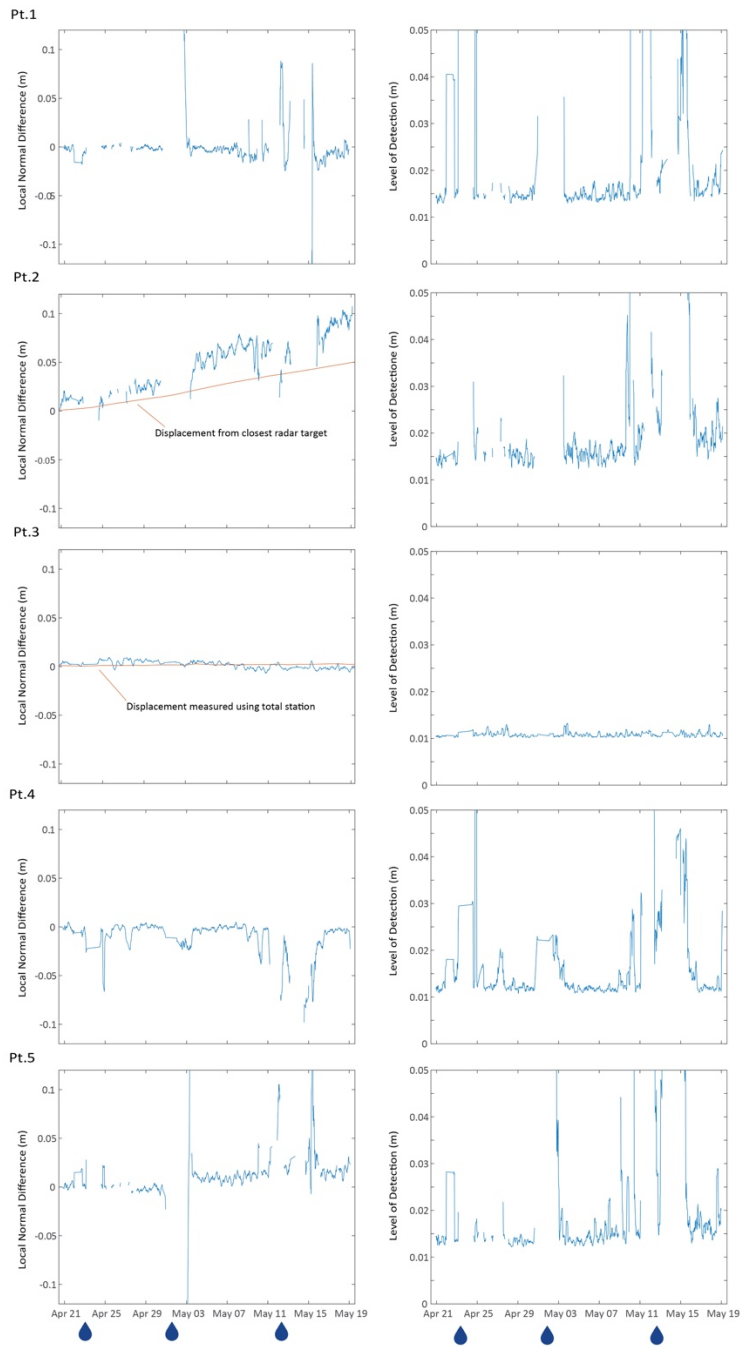 Pt.1
Local Normal Difference (m)
0.1
0.05
0
-0.05
-0.1
Level of Detection (m)
0.05
0.04
0.03
0.02
0.01
0
Pt.2
Local Normal Difference (m)
0.1
0.05
0
-0.05
-0.1
Displacement from closest radar target
Level of Detectione (m)
0.05
0.04
0.03
0.02
0.01
0
Pt.3
Local Normal Difference (m)
0.1
0.05
0
-0.05
-0.1
Displacement measured using total station
Level of Detection (m)
0.05
0.04
0.03
0.02
0.01
0
Pt.4
Local Normal Difference (m)
0.1
0.05
0
-0.05
-0.1
Level of Detection (m)
0.05
0.04
0.03
0.02
0.01
0
Pt.5
Local Normal Difference (m)
0.1
0.05
0
-0.05
-0.1
Apr 21 Apr 25 Apr 29 May 03 May 07 May 11 May 15 May 19
Level of Detection (m)
0.05
0.04
0.03
0.02
0.01
0
Apr 21 Apr 25 Apr 29 May 03 May 07 May 11 May 15 May 19